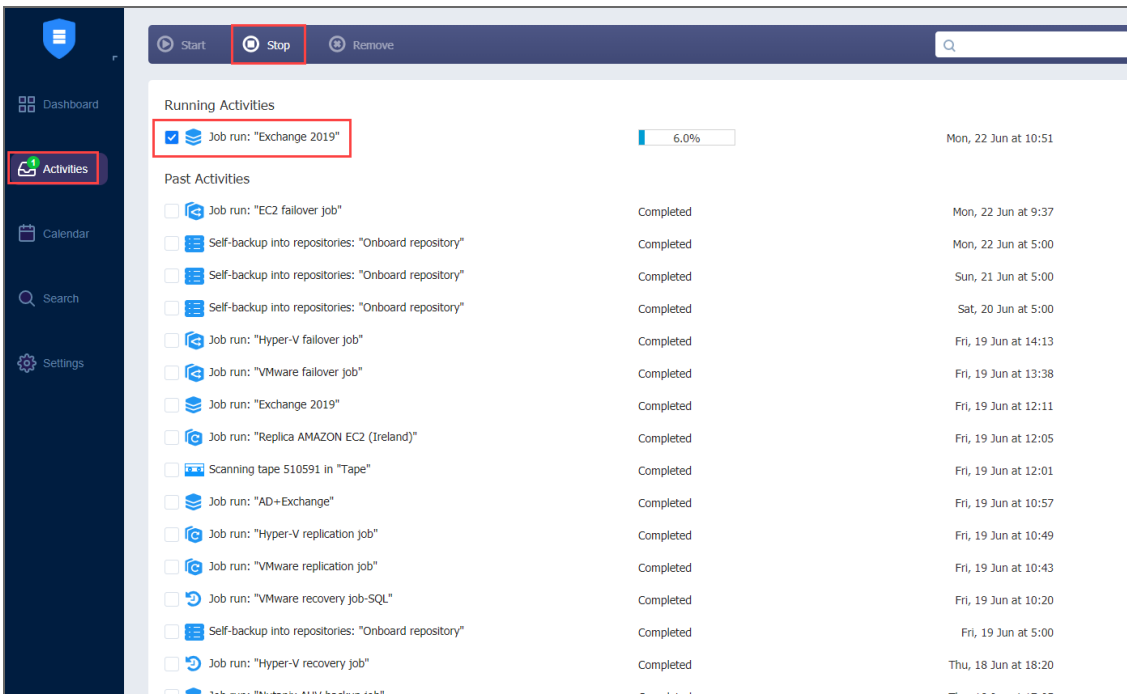 Start Stop Remove
Dashboard
1
Activities
Calendar
Search
Settings
Running Activities
Job run: "Exchange 2019" 6.0% Mon, 22 Jun at 10:51
Past Activities
Job run: "EC2 failover job" Completed Mon, 22 Jun at 9:37
Self-backup into repositories: "Onboard repository" Completed Mon, 22 Jun at 5:00
Self-backup into repositories: "Onboard repository" Completed Sun, 21 Jun at 5:00
Self-backup into repositories: "Onboard repository" Completed Sat, 20 Jun at 5:00
Job run: "Hyper-V failover job" Completed Fri, 19 Jun at 14:13
Job run: "VMware failover job" Completed Fri, 19 Jun at 13:38
Job run: "Exchange 2019" Completed Fri, 19 Jun at 12:11
Job run: "Replica AMAZON EC2 (Ireland)" Completed Fri, 19 Jun at 12:05
Scanning tape 510591 in "Tape" Completed Fri, 19 Jun at 12:01
Job run: "AD+Exchange" Completed Fri, 19 Jun at 10:57
Job run: "Hyper-V replication job" Completed Fri, 19 Jun at 10:49
Job run: "VMware replication job" Completed Fri, 19 Jun at 10:43
Job run: "VMware recovery job-SQL" Completed Fri, 19 Jun at 10:20
Self-backup into repositories: "Onboard repository" Completed Fri, 19 Jun at 5:00
Job run: "Hyper-V recovery job" Completed Thu, 18 Jun at 18:20